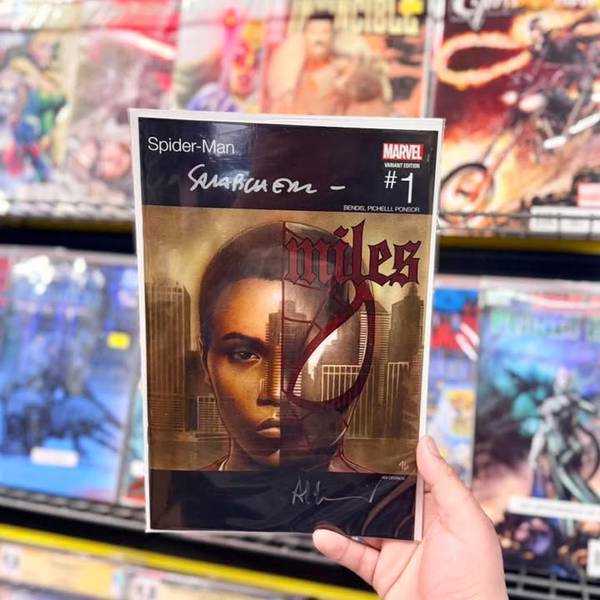 Spider-Man
MARVEL
VARIANT EDITION
#1
BENDIS, PICHELLI, PONSOR
miles